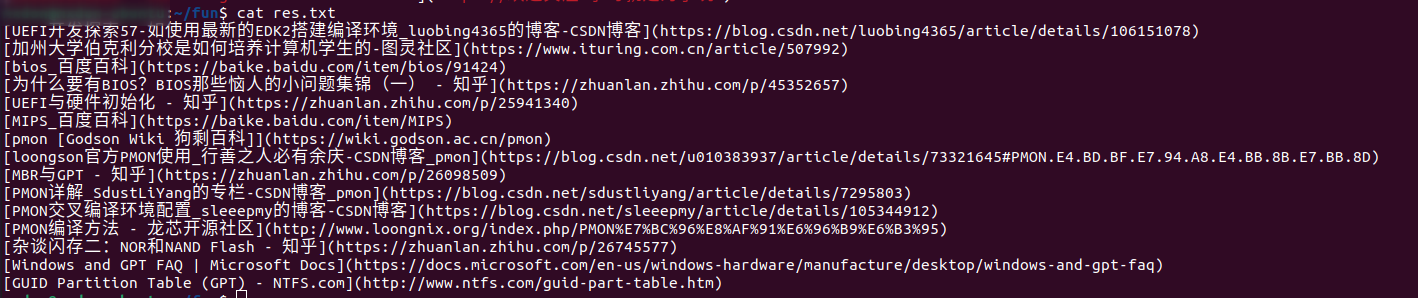 :~/fun$ cat res.txt
[UEFI开发探索57-如使用最新的EDK2搭建编译环境_luobing4365的博客-CSDN博客](https://blog.csdn.net/luobing4365/article/details/106151078)
[加州大学伯克利分校是如何培养计算机学生的-图灵社区](https://www.ituring.com.cn/article/507992)
[bios_百度百科](https://baike.baidu.com/item/bios/91424)
[为什么要有BIOS？BIOS那些恼人的小问题集锦（一） - 知乎](https://zhuanlan.zhihu.com/p/45352657)
[UEFI与硬件初始化 - 知乎](https://zhuanlan.zhihu.com/p/25941340)
[MIPS_百度百科](https://baike.baidu.com/item/MIPS)
[pmon [Godson Wiki 狗剩百科]](https://wiki.godson.ac.cn/pmon)
[loongson官方PMON使用_行善之人必有余庆-CSDN博客_pmon](https://blog.csdn.net/u010383937/article/details/73321645#PMON.E4.BD.BF.E7.94.A8.E4.BB.8B.E7.BB.8D)
[MBR与GPT - 知乎](https://zhuanlan.zhihu.com/p/26098509)
[PMON详解_SdustLiYang的专栏-CSDN博客_pmon](https://blog.csdn.net/sdustliyang/article/details/7295803)
[PMON交叉编译环境配置_sleeepmy的博客-CSDN博客](https://blog.csdn.net/sleeepmy/article/details/105344912)
[PMON编译方法 - 龙芯开源社区](http://www.loongnix.org/index.php/PMON%E7%BC%96%E8%AF%91%E6%96%B9%E6%B3%95)
[杂谈闪存二：NOR和NAND Flash - 知乎](https://zhuanlan.zhihu.com/p/26745577)
[Windows and GPT FAQ | Microsoft Docs](https://docs.microsoft.com/en-us/windows-hardware/manufacture/desktop/windows-and-gpt-faq)
[GUID Partition Table (GPT) - NTFS.com](http://www.ntfs.com/guid-part-table.htm)